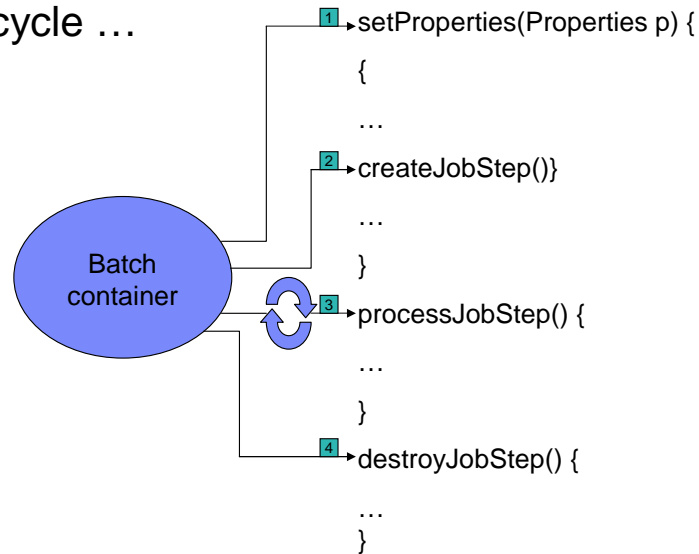 cycle …
1
setProperties(Properties p) {
{
…
2
createJobStep()}
…
}
Batch
container
3
processJobStep() {
…
}
4
destroyJobStep() {
…
}